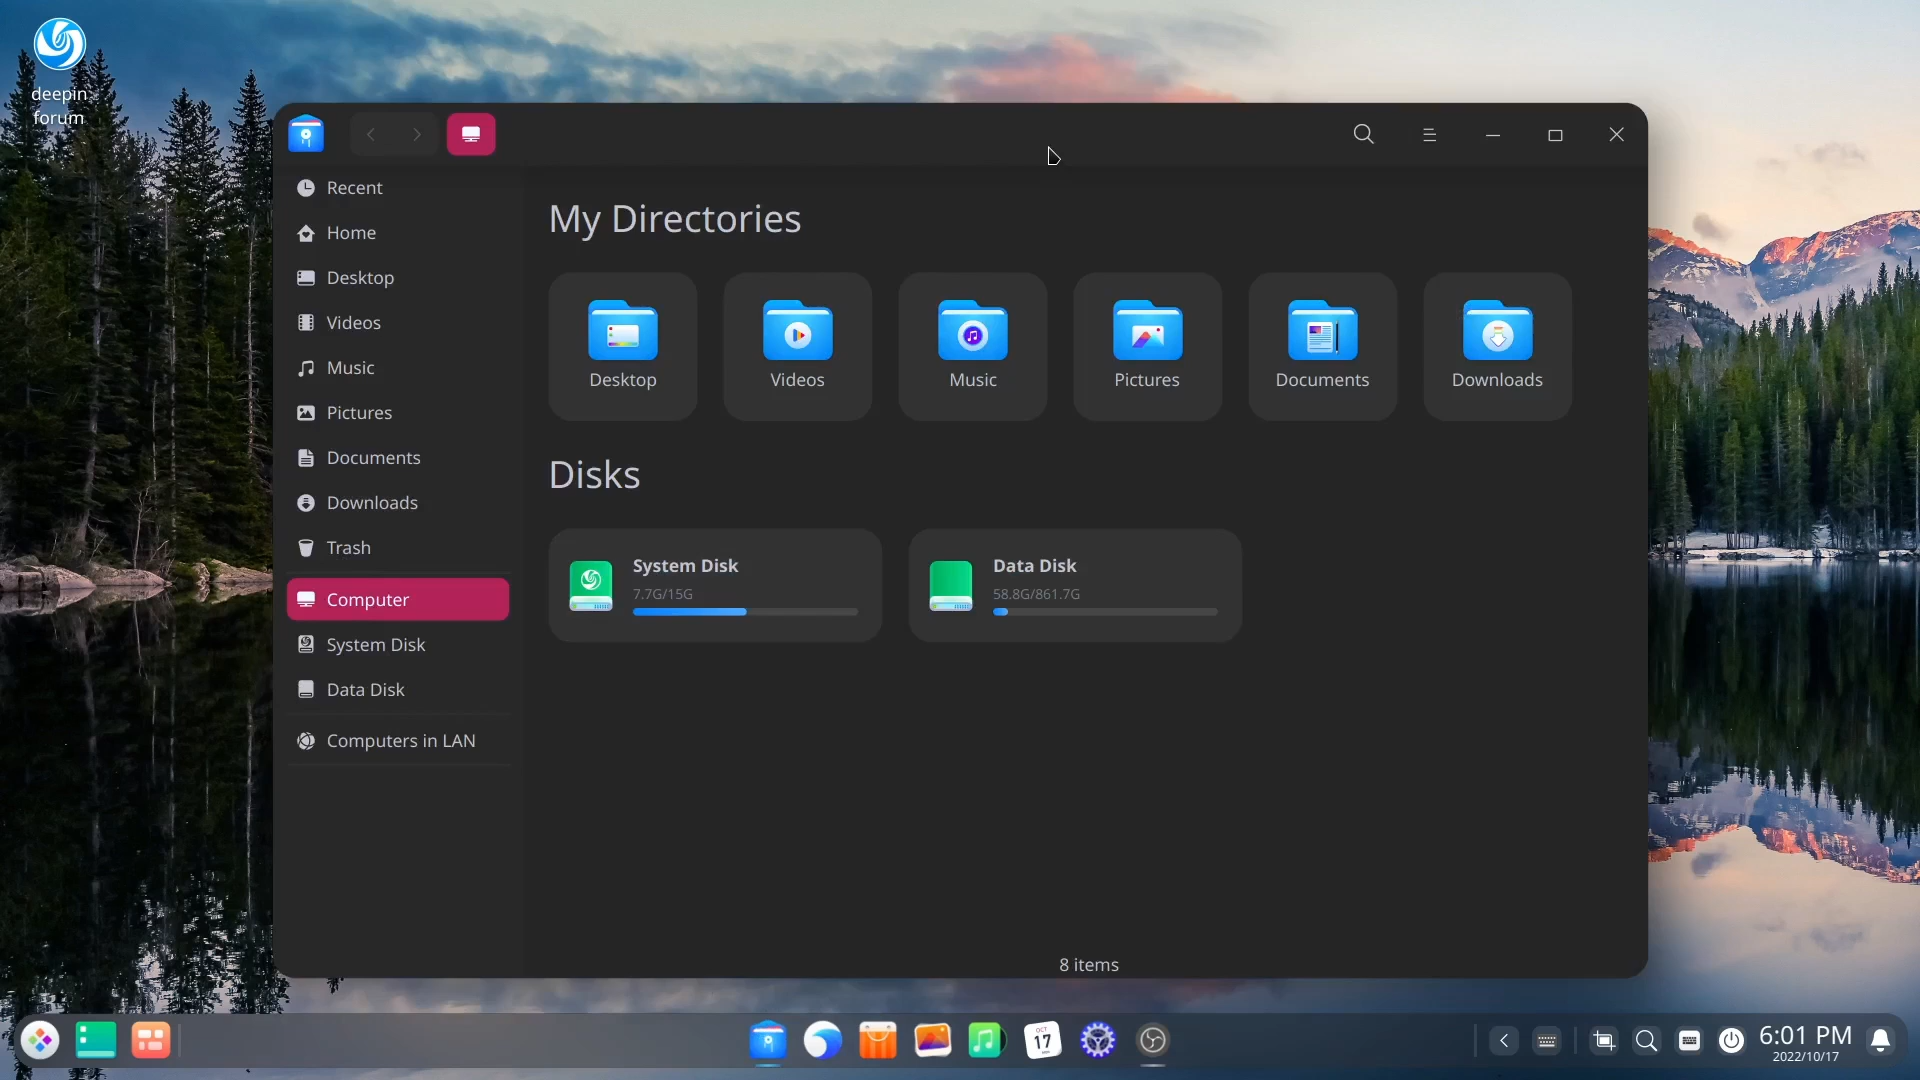 deepin
forum
Recent
Home
Desktop
Videos
Music
Pictures
Documents
Downloads
Trash
Computer
System Disk
Data Disk
Computers in LAN
My Directories
Desktop
Videos
Music
Pictures
Documents
Downloads
Disks
System Disk
7.7G/15G
Data Disk
58.8G/861.7G
8 items
OCT
17
6:01 PM
2022/10/17